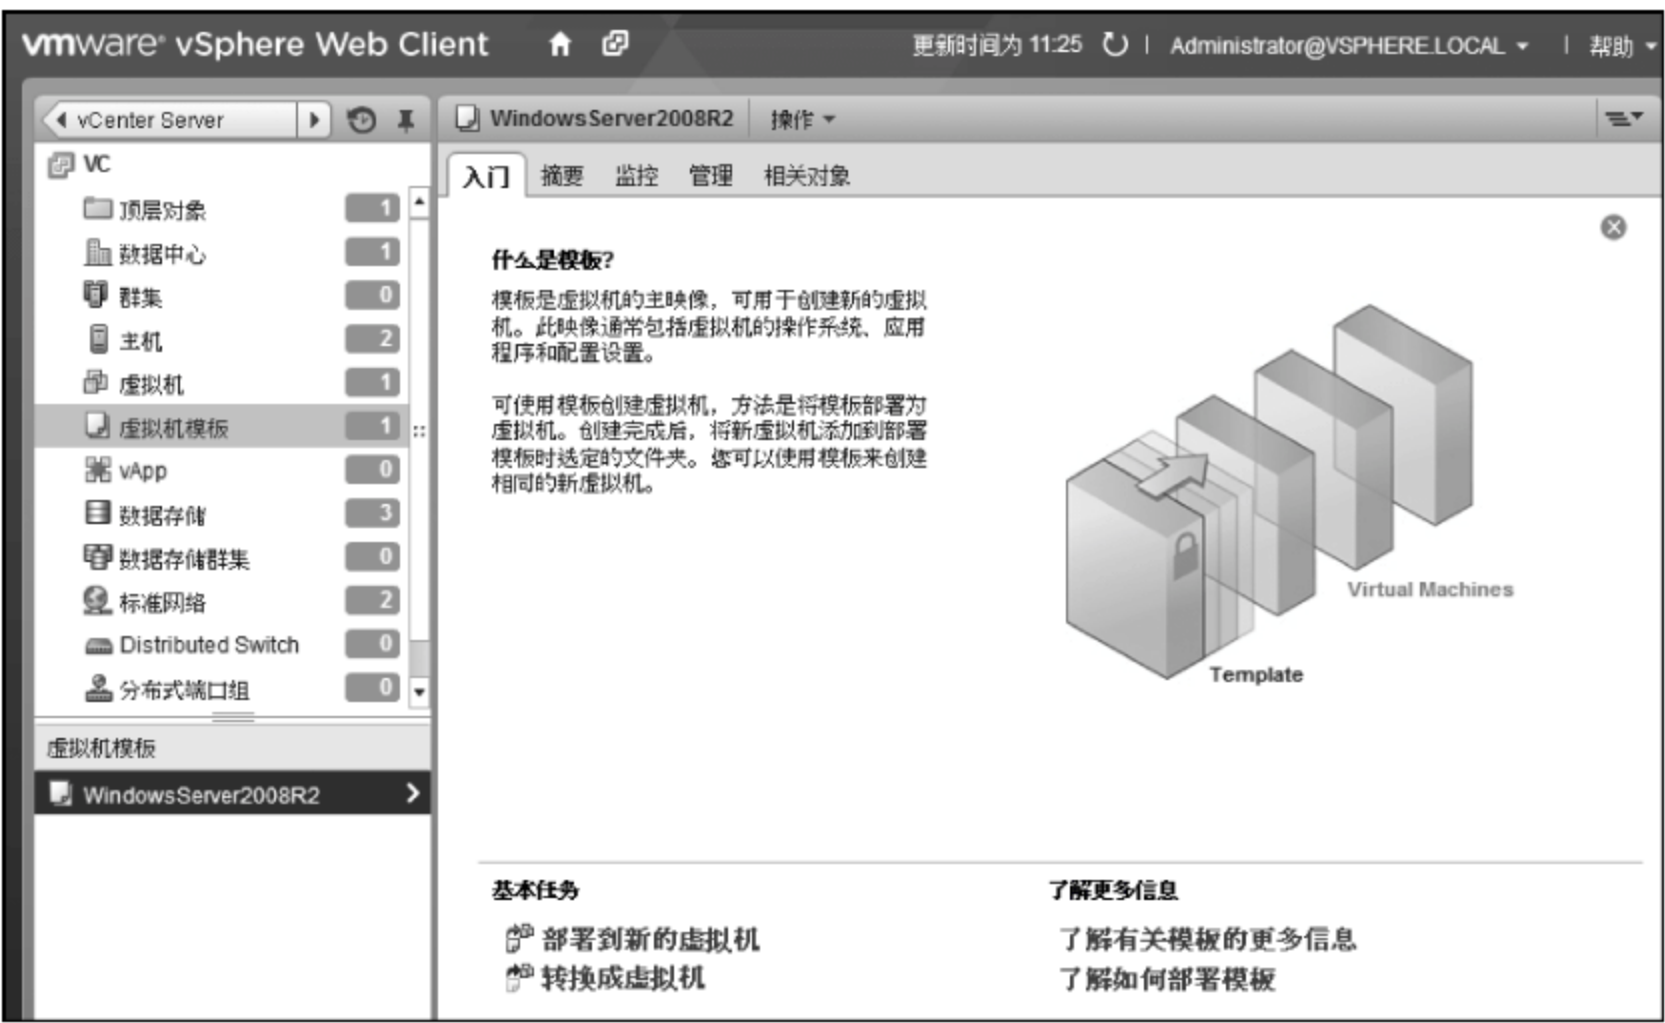 vmware® vSphere Web Client 更新时间为 11:25 | Administrator@VSPHERE.LOCAL | 帮助
vCenter Server
VC
顶层对象 1
数据中心 1
群集 0
主机 2
虚拟机 1
虚拟机模板 1
vApp 0
数据存储 3
数据存储群集 0
标准网络 2
Distributed Switch 0
分布式端口组 0
虚拟机模板
WindowsServer2008R2
WindowsServer2008R2 操作
入门 摘要 监控 管理 相关对象
什么是模板?
模板是虚拟机的主映像，可用于创建新的虚拟
机。此映像通常包括虚拟机的操作系统、应用
程序和配置设置。
可使用模板创建虚拟机，方法是将模板部署为
虚拟机。创建完成后，将新虚拟机添加到部署
模板时选定的文件夹。您可以使用模板来创建
相同的新虚拟机。
Virtual Machines
Template
基本任务
部署到新的虚拟机
转换成虚拟机
了解更多信息
了解有关模板的更多信息
了解如何部署模板